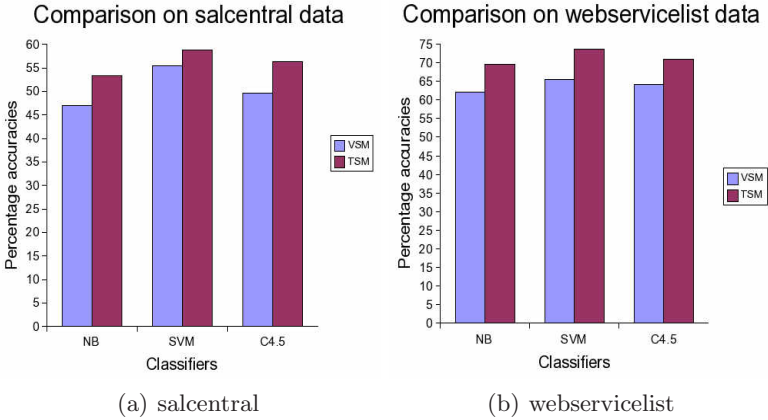 Comparison on salcentral data
60
55
50
45
40
35
30
25
20
15
10
5
0
Percentage accuracies
NB
SVM
C4.5
Classifiers
VSM
TSM
(a) salcentral
Comparison on webservicelist data
75
70
65
60
55
50
45
40
35
30
25
20
15
10
5
0
Percentage accuracies
NB
SVM
C4.5
Classifiers
VSM
TSM
(b) webservicelist